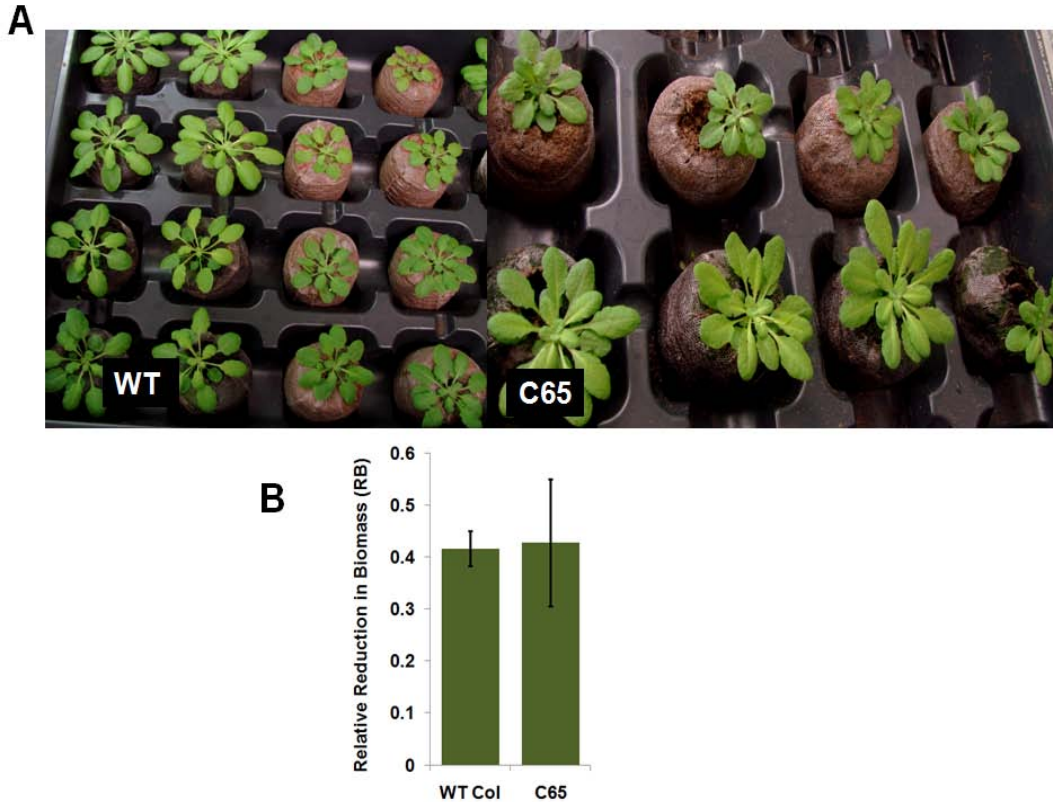 A
WT
C65
B
Relative Reduction in Biomass (RB)
0.6
0.5
0.4
0.3
0.2
0.1
0
WT Col
C65